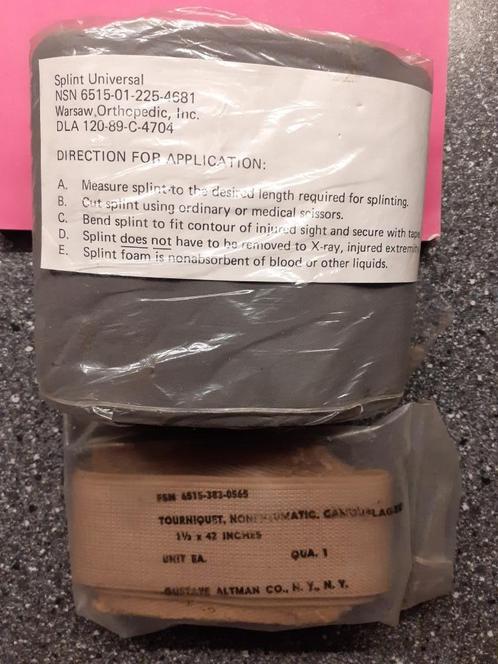 Splint Universal
NSN 6515-01-225-4681
Warsaw Orthopedic, Inc.
DLA 120-89-C-4704
DIRECTION FOR APPLICATION:
A. Measure splint to the desired length required for splinting.
B. Cut splint using ordinary or medical scissors.
C. Bend splint to fit contour of injured sight and secure with tape
D. Splint does not have to be removed to X-ray, injured extremit
E. Splint foam is nonabsorbent of blood or other liquids.
FSN 6515-383-0565
TOURNIQUET, NONPNEUMATIC, CAMOUFLAGED
1½ x 42 INCHES
UNIT EA. QUA. 1
GUSTAVE ALTMAN CO., N. Y., N. Y.